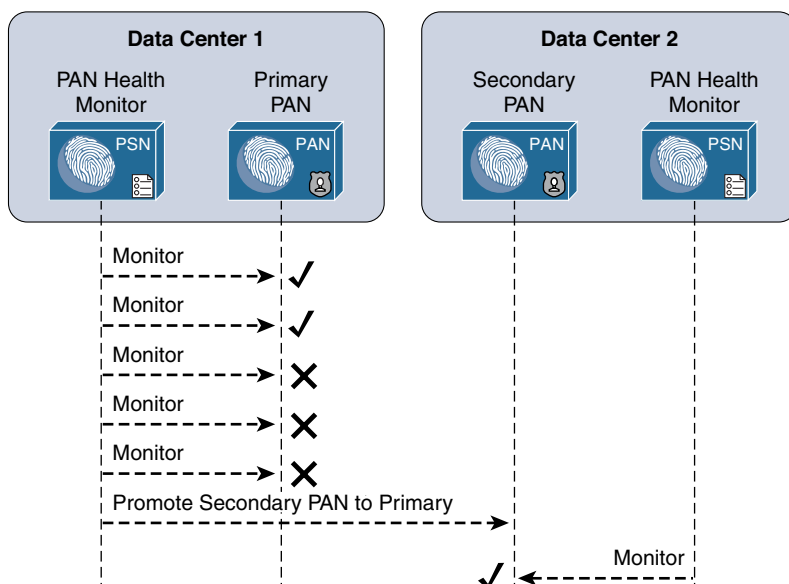 Data Center 1
Data Center 2
PAN Health
Monitor
Primary
PAN
Secondary
PAN
PAN Health
Monitor
PSN
PAN
PAN
PSN
Monitor
Monitor
Monitor
Monitor
Monitor
Promote Secondary PAN to Primary
Monitor